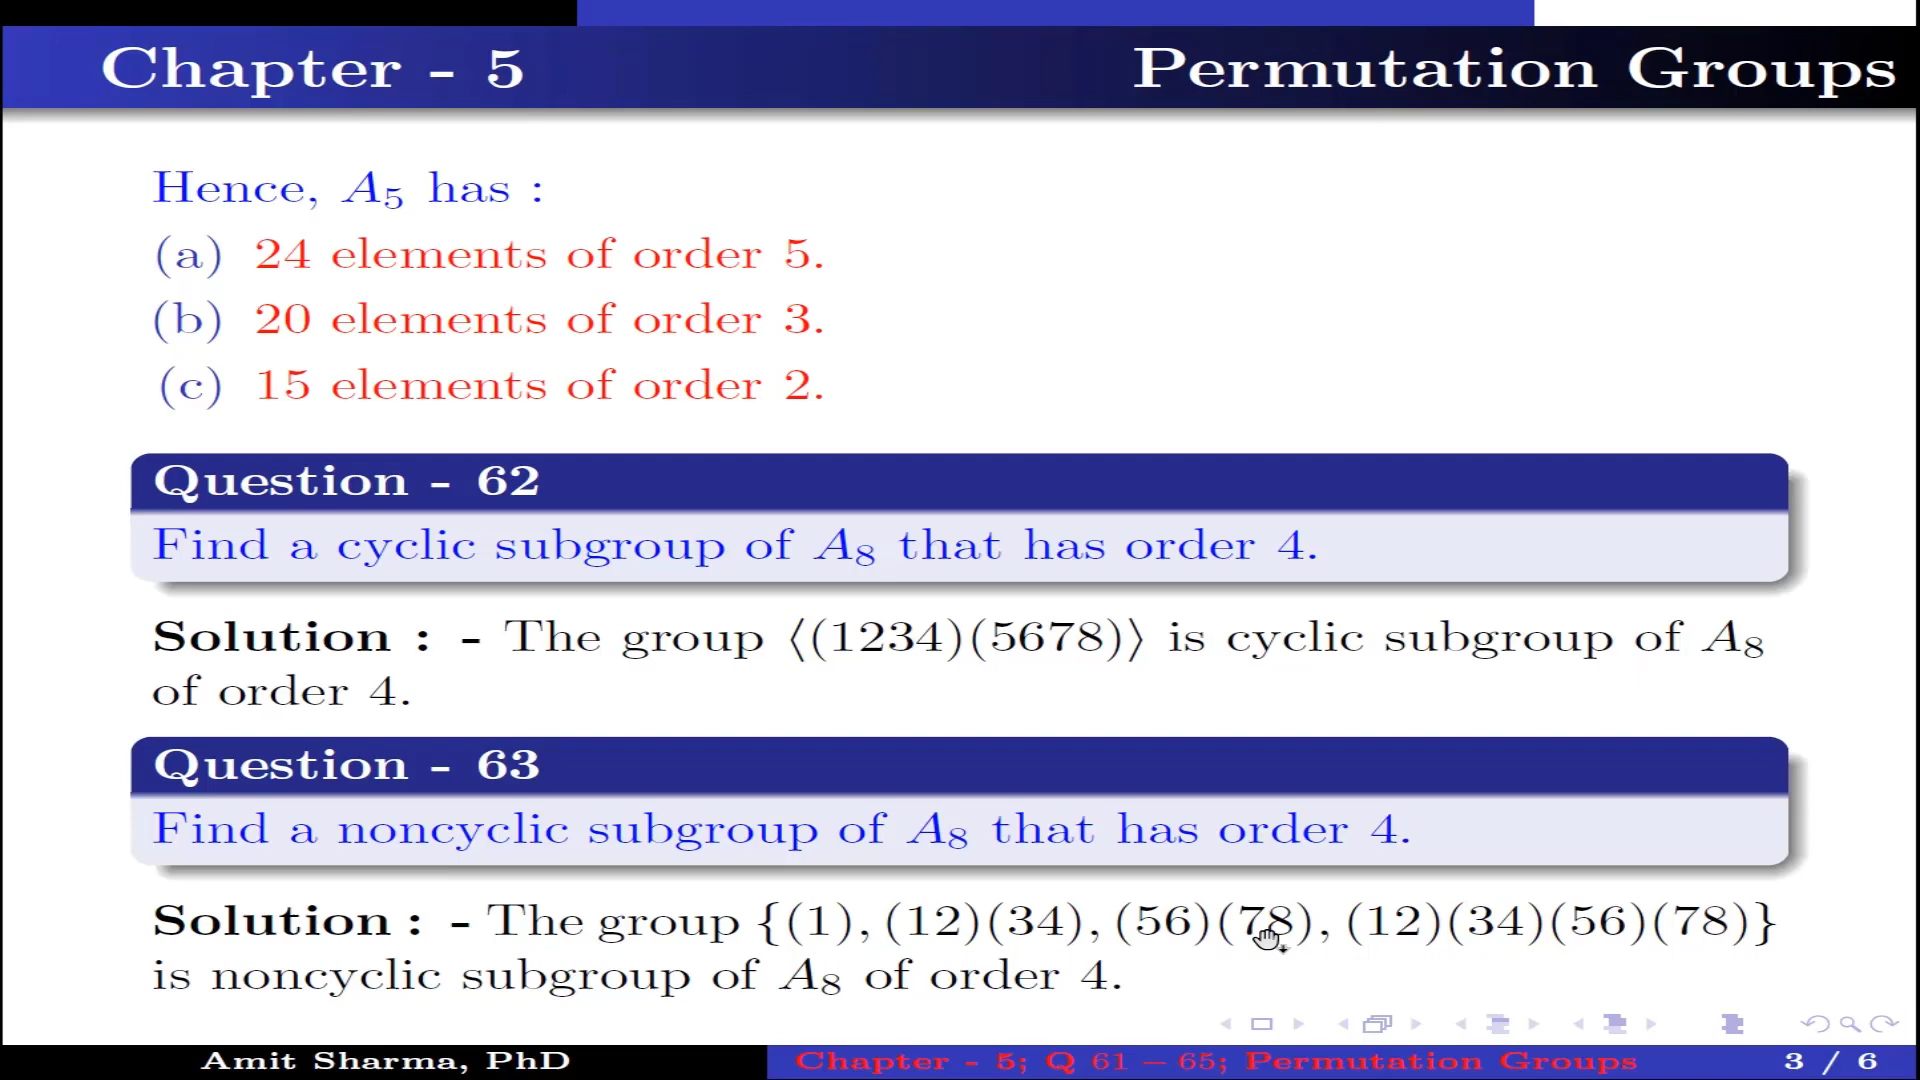 Chapter - 5 Permutation Groups
Hence, A₅ has :
(a) 24 elements of order 5.
(b) 20 elements of order 3.
(c) 15 elements of order 2.
Question - 62
Find a cyclic subgroup of A₈ that has order 4.
Solution : - The group ⟨(1234)(5678)⟩ is cyclic subgroup of A₈
of order 4.
Question - 63
Find a noncyclic subgroup of A₈ that has order 4.
Solution : - The group {(1), (12)(34), (56)(78), (12)(34)(56)(78)}
is noncyclic subgroup of A₈ of order 4.
Amit Sharma, PhD Chapter - 5; Q 61 – 65; Permutation Groups 3 / 6